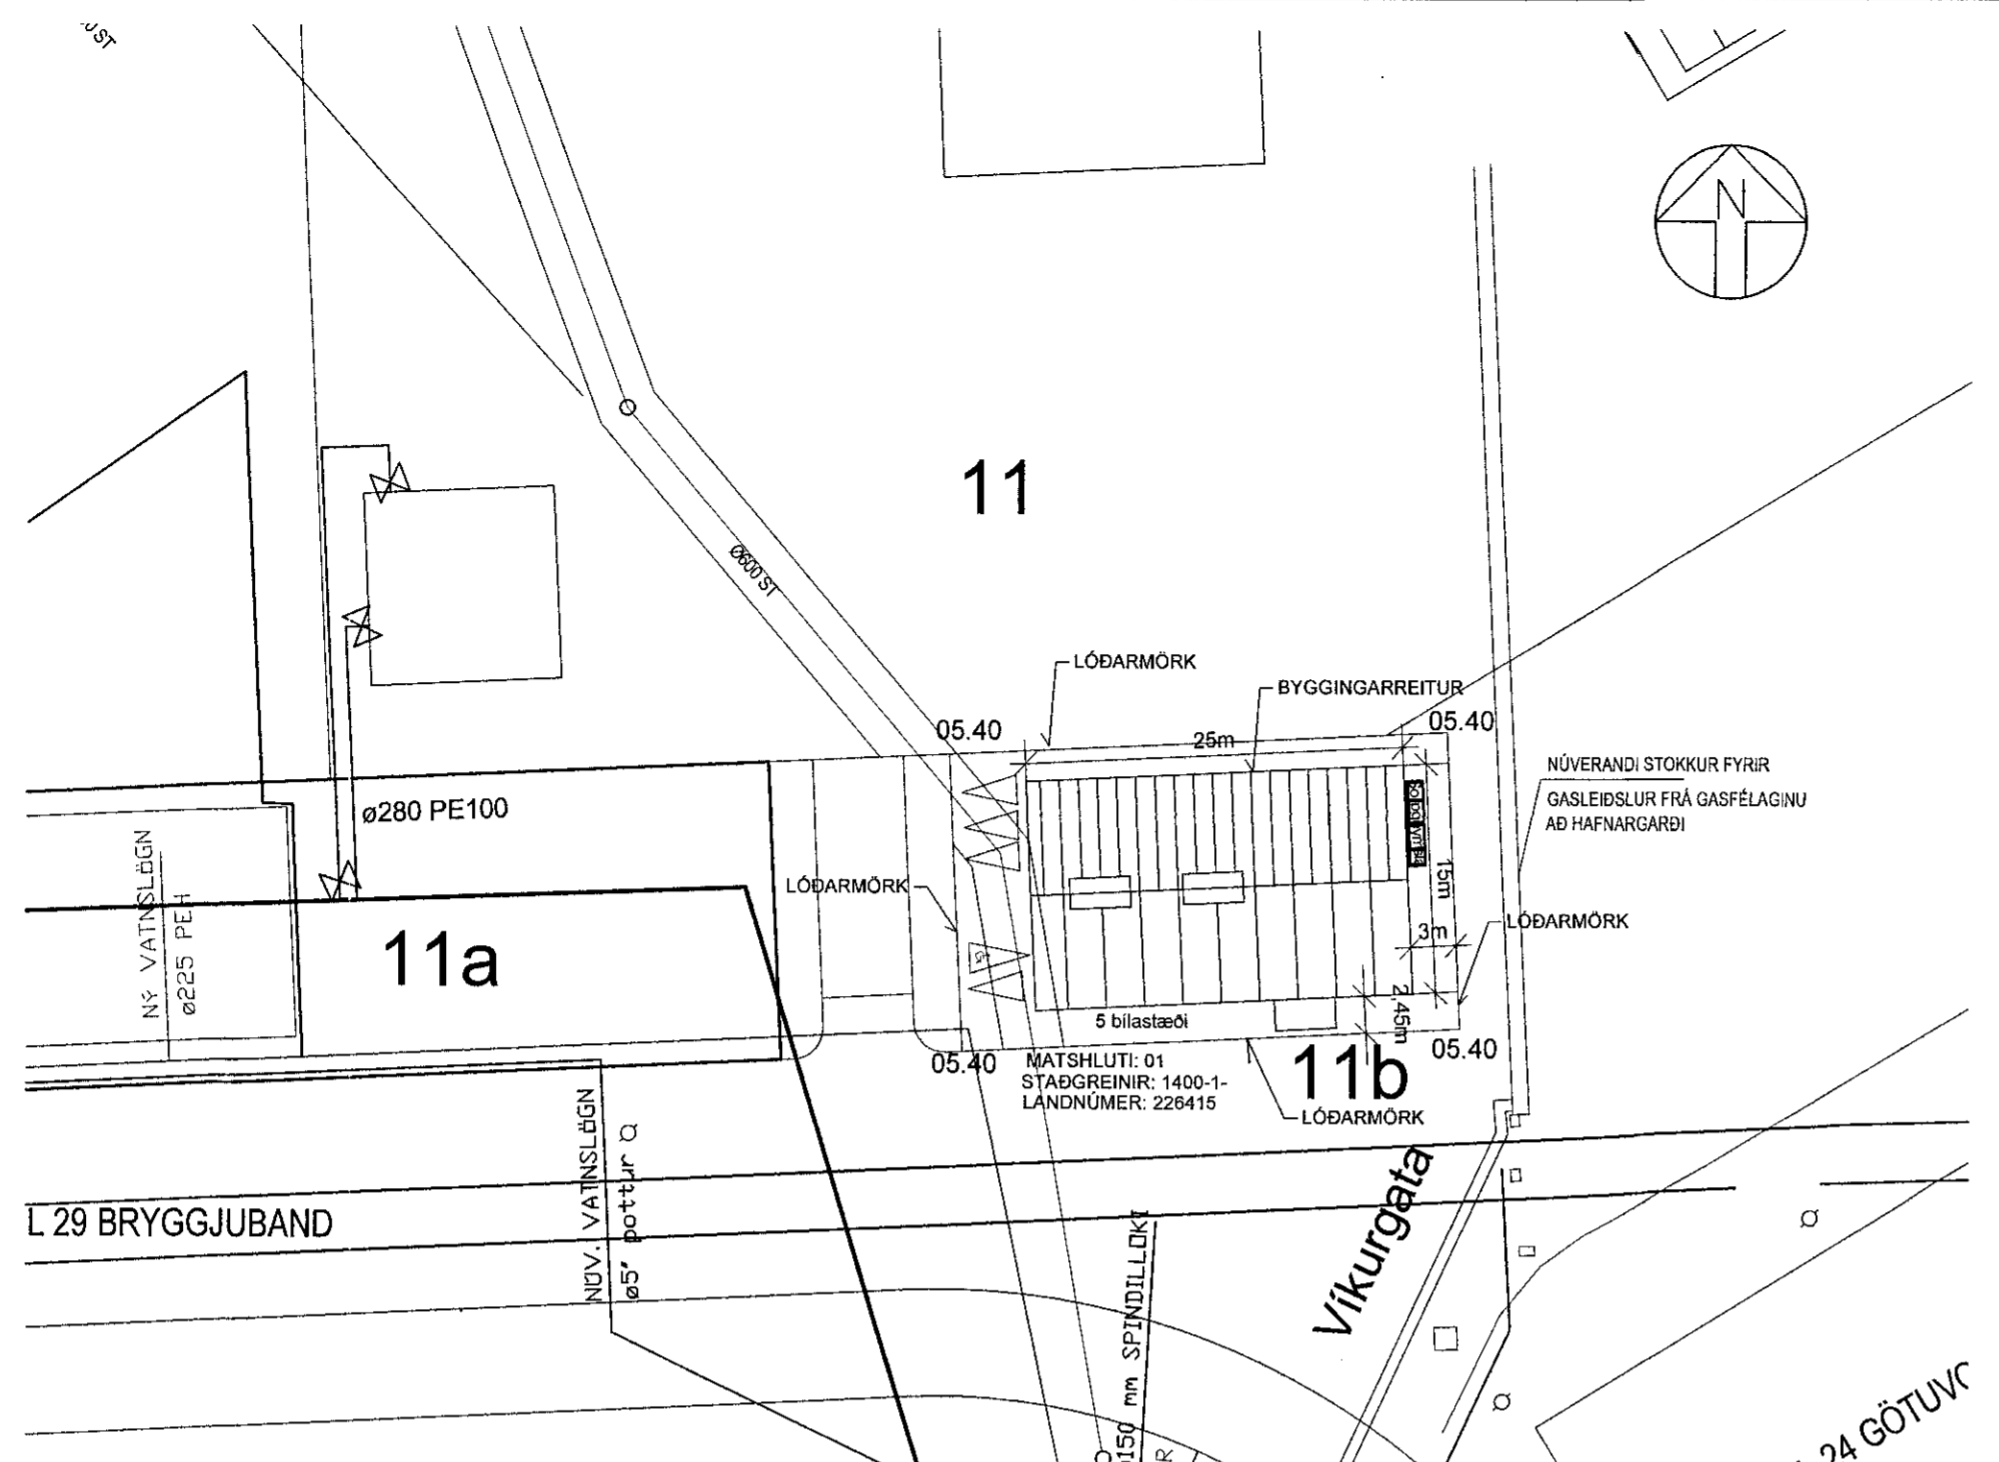 N
11
Ø600 ST
LÓÐARMÖRK
BYGGINGARREITUR
05.40
25m
05.40
NÚVERANDI STOKKUR FYRIR
GASLEIÐSLUR FRÁ GASFÉLAGINU
AÐ HAFNARGARÐI
ø280 PE100
NÝ VATNSLÖGN
ø225 PEH
LÓÐARMÖRK
15m
LÓÐARMÖRK
3m
11a
G
2,45m
5 bílastæði
05.40
MATSHLUTI: 01
STAÐGREINIR: 1400-1-
LANDNÚMER: 226415
11b
05.40
LÓÐARMÖRK
NÚV. VATNSLÖGN
ø5" pottur
Víkurgata
L 29 BRYGGJUBAND
150 mm SPINDILLOKI
24